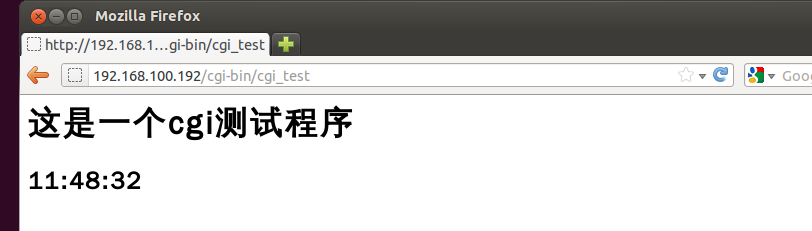 Mozilla Firefox
http://192.168.1...gi-bin/cgi_test
192.168.100.192/cgi-bin/cgi_test
Goo
这是一个cgi测试程序
11:48:32